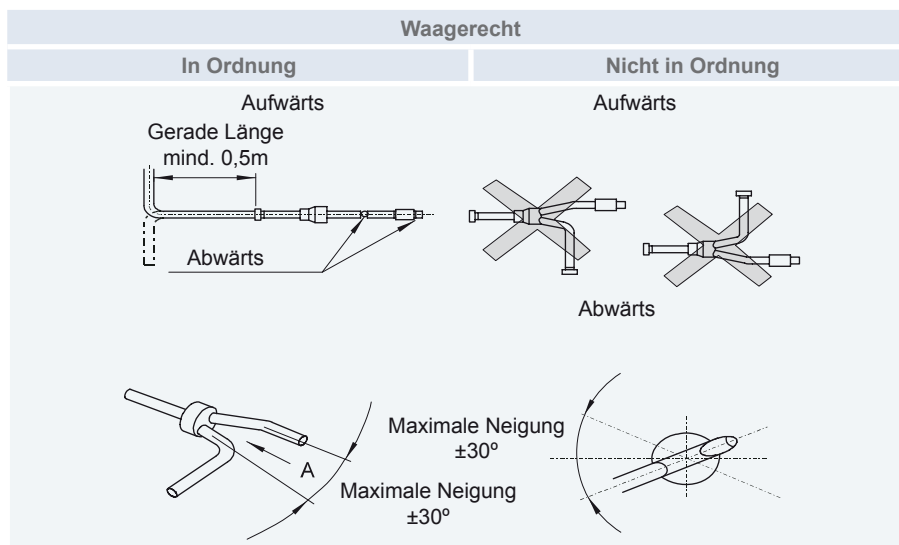 Waagerecht
In Ordnung
Nicht in Ordnung
Aufwärts
Aufwärts
Gerade Länge
mind. 0,5m
Abwärts
Abwärts
Maximale Neigung
±30º
A
Maximale Neigung
±30º